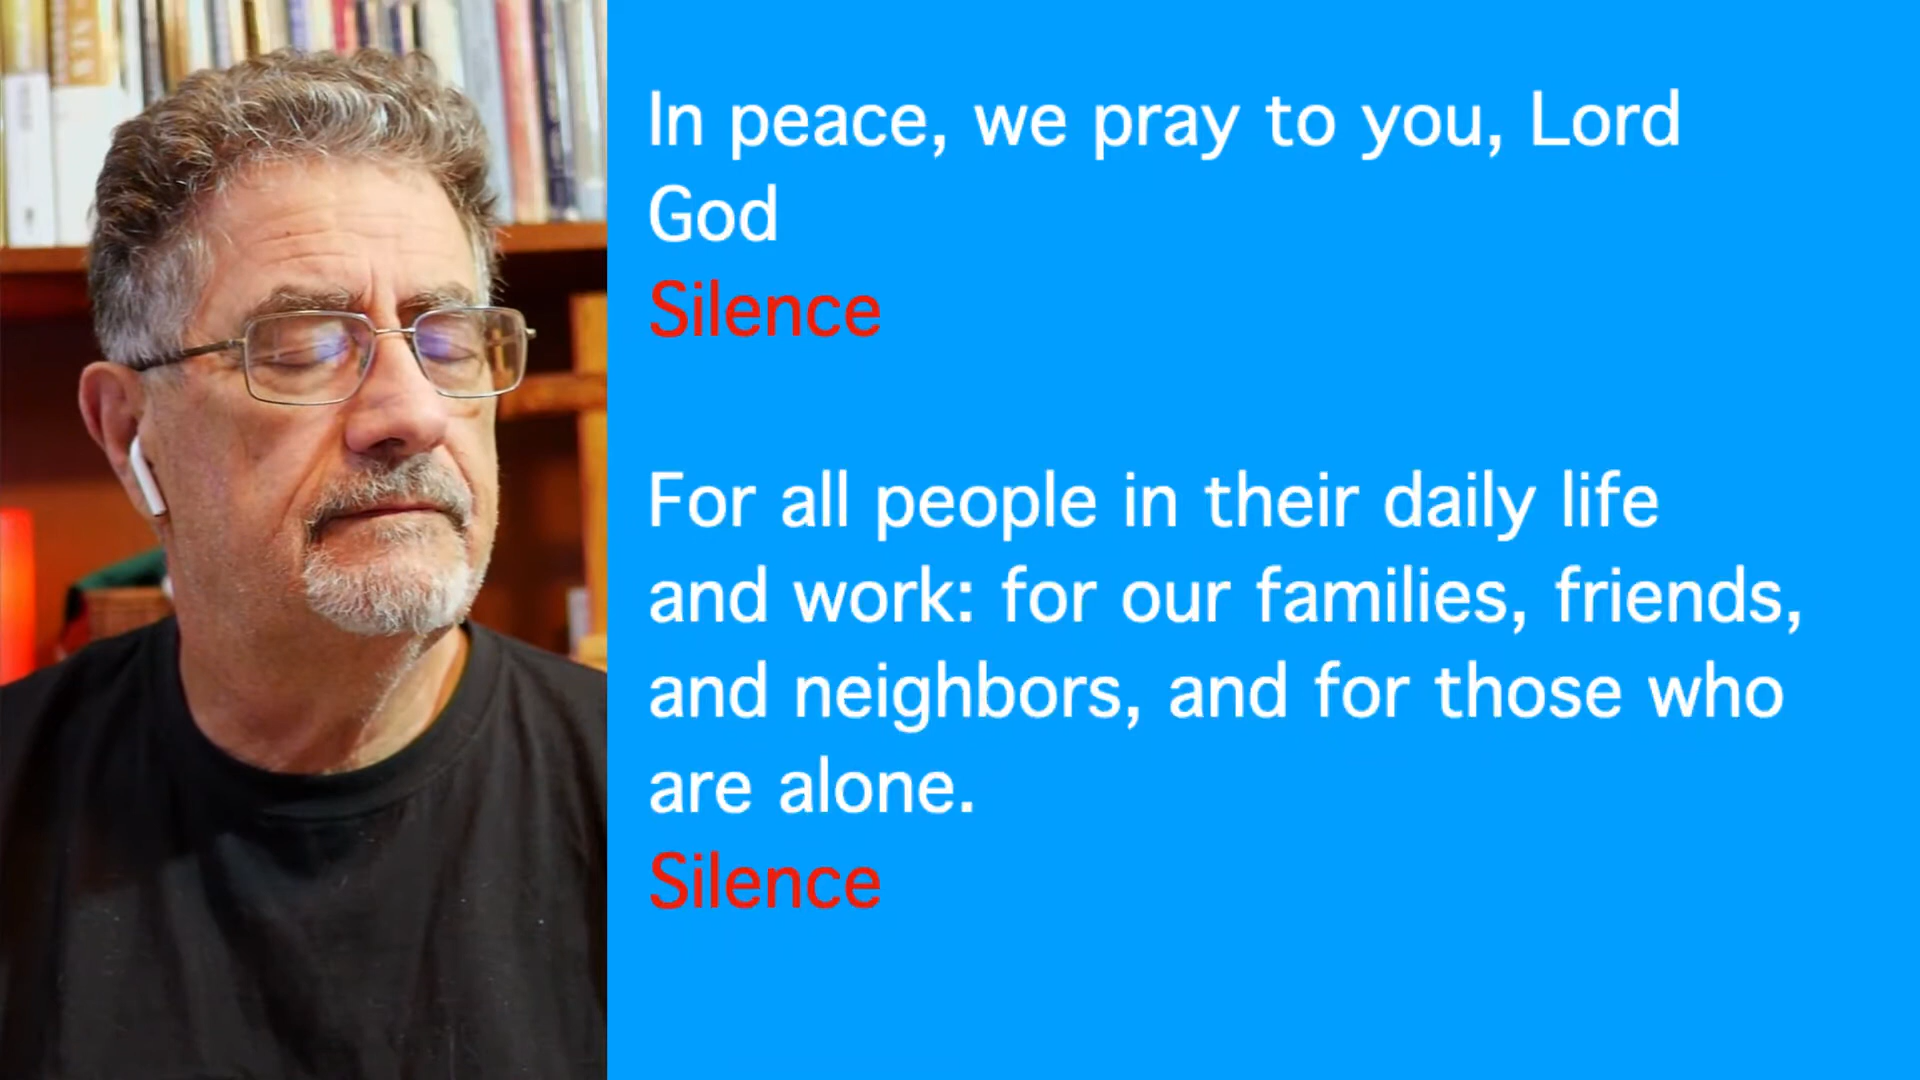 In peace, we pray to you, Lord
God
Silence
For all people in their daily life
and work: for our families, friends,
and neighbors, and for those who
are alone.
Silence